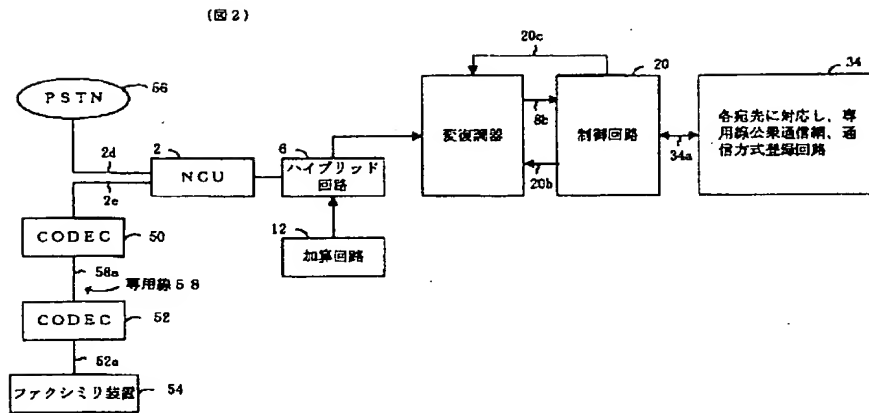 (図2)
20c
PSTN
56
2d
2e
2
NCU
6
ハイブリッド
回路
12
加算回路
変復調器
8b
20b
20
制御回路
34a
34
各宛先に対応し、専
用線公衆通信網、通
信方式登録回路
CODEC
50
58a
専用線58
CODEC
52
52a
ファクシミリ装置
54